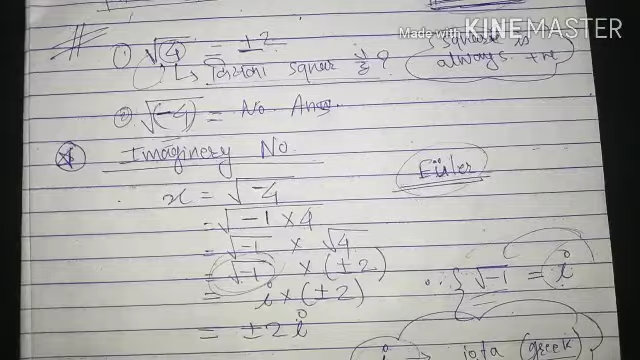 Made with KINEMASTER
1) √4 = ±2
↳ किसका square है ?
square is
always +ve
2) √(-4) = No Ans
Imaginery No.
Euler
x = √-4
= √-1 × 4
= √-1 × √4
= √-1 × (±2)
= i × (±2)
= ±2i
∵ { √-1 = i
i → iota (greek